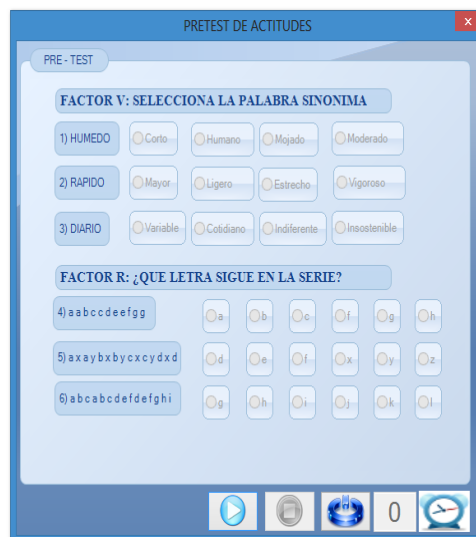 PRETEST DE ACTITUDES
x
PRE - TEST
FACTOR V: SELECCIONA LA PALABRA SINONIMA
1) HUMEDO Corto Humano Mojado Moderado
2) RAPIDO Mayor Ligero Estrecho Vigoroso
3) DIARIO Variable Cotidiano Indiferente Insostenible
FACTOR R: ¿QUE LETRA SIGUE EN LA SERIE?
4) a a b c c d e e f g g a b c f g h
5) a x a y b x b y c x c y d x d d e f x y z
6) a b c a b c d e f d e f g h i g h i j k l
0